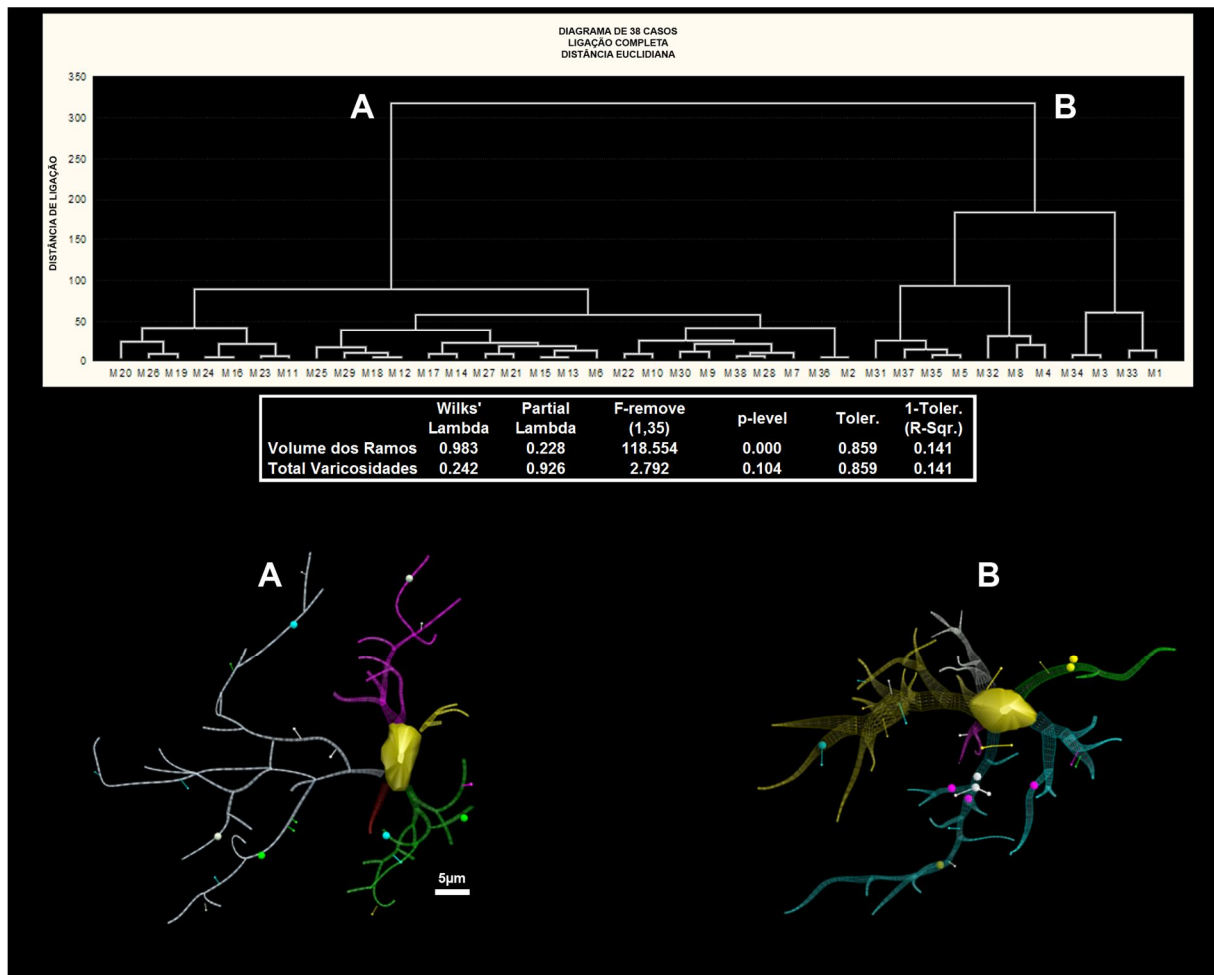 DIAGRAMA DE 38 CASOS
LIGAÇÃO COMPLETA
DISTÂNCIA EUCLIDIANA
DISTÂNCIA DE LIGAÇÃO
350
300
250
200
150
100
50
0
A B
M 20 M 26 M 19 M 24 M 16 M 23 M 11 M 25 M 29 M 18 M 12 M 17 M 14 M 27 M 21 M 15 M 13 M 6 M 22 M 10 M 30 M 9 M 38 M 28 M 7 M 36 M 2 M 31 M 37 M 35 M 5 M 32 M 8 M 4 M 34 M 3 M 33 M 1
Wilks' Partial F-remove p-level Toler. 1-Toler.
Lambda Lambda (1,35) (R-Sqr.)
Volume dos Ramos 0.983 0.228 118.554 0.000 0.859 0.141
Total Varicosidades 0.242 0.926 2.792 0.104 0.859 0.141
A B
5µm